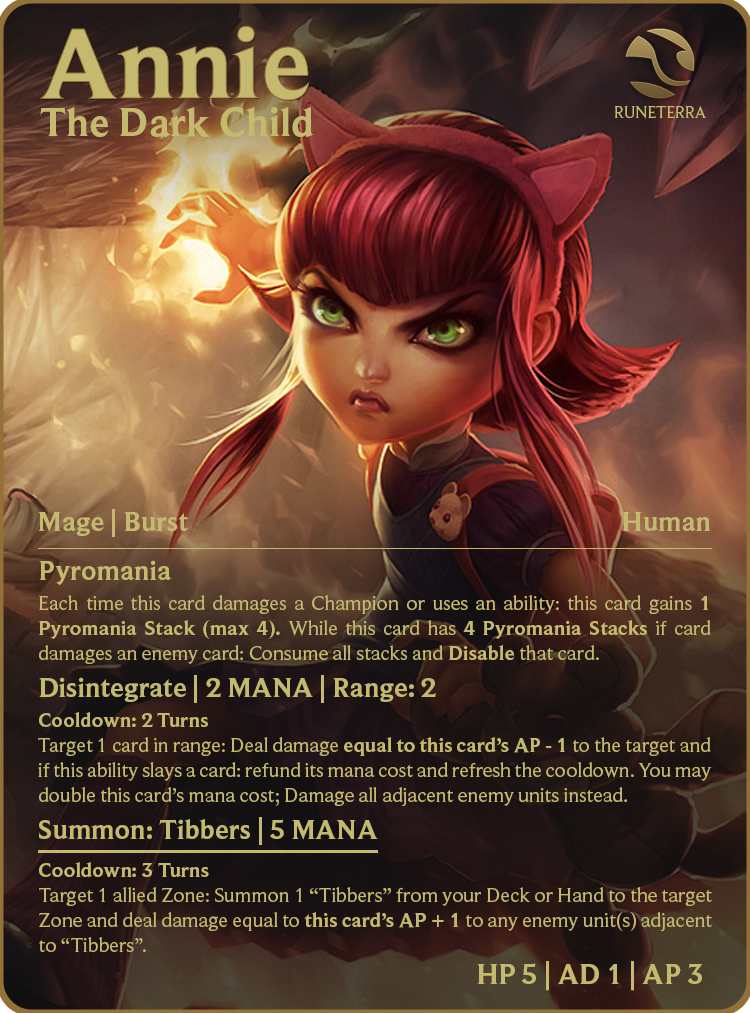 Annie
The Dark Child
RUNETERRA
Mage | Burst
Human
Pyromania
Each time this card damages a Champion or uses an ability: this card gains 1
Pyromania Stack (max 4). While this card has 4 Pyromania Stacks if card
damages an enemy card: Consume all stacks and Disable that card.
Disintegrate | 2 MANA | Range: 2
Cooldown: 2 Turns
Target 1 card in range: Deal damage equal to this card’s AP - 1 to the target and
if this ability slays a card: refund its mana cost and refresh the cooldown. You may
double this card’s mana cost; Damage all adjacent enemy units instead.
Summon: Tibbers | 5 MANA
Cooldown: 3 Turns
Target 1 allied Zone: Summon 1 “Tibbers” from your Deck or Hand to the target
Zone and deal damage equal to this card’s AP + 1 to any enemy unit(s) adjacent
to “Tibbers”.
HP 5 | AD 1 | AP 3